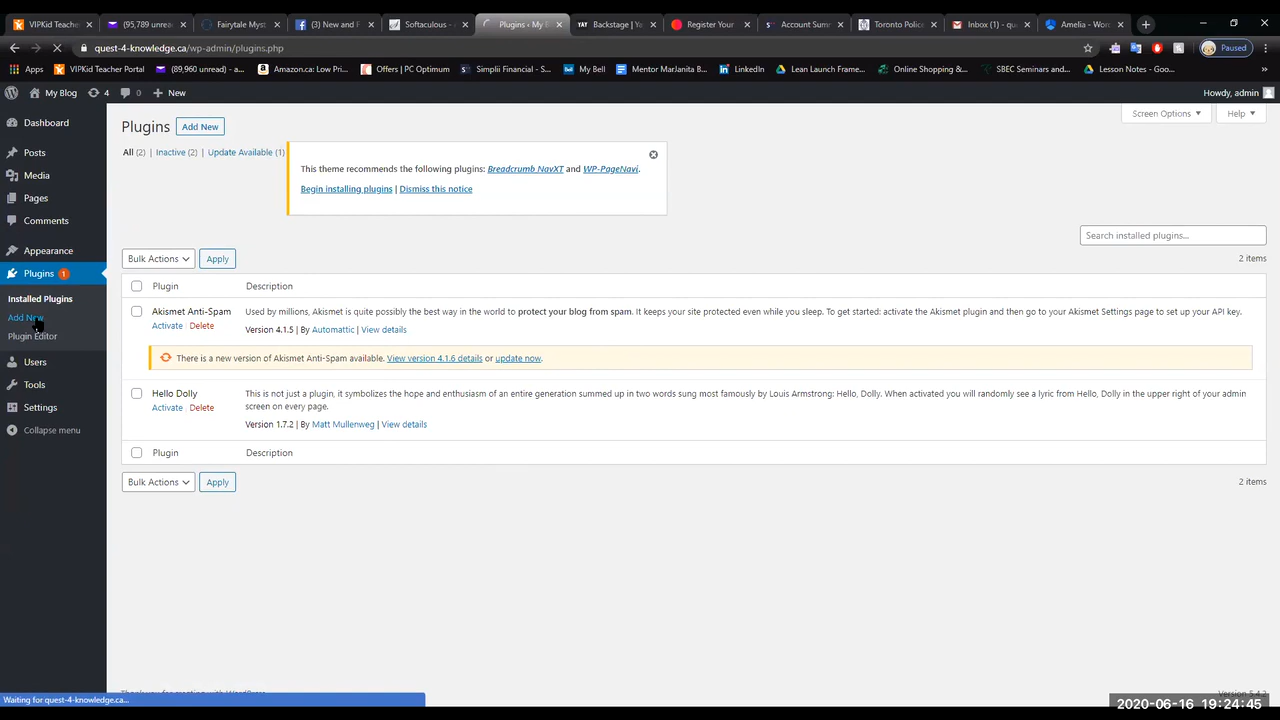 VIPKid Teac
(95,789 unrea
Fairytale Myst
(3) New and F
Softaculous -
Plugins ‹ My
Backstage | Ye
Register Your
Account Sum
Toronto Polic
Inbox (1) - qu
Amelia - Wor
quest-4-knowledge.ca/wp-admin/plugins.php
Paused
Apps
VIPKid Teacher Portal
(89,960 unread) - a...
Amazon.ca: Low Pri...
Offers | PC Optimum
Simplii Financial - S...
My Bell
Mentor MarJanita B...
LinkedIn
Lean Launch Frame...
Online Shopping &...
SBEC Seminars and...
Lesson Notes - Goo...
My Blog
4
0
New
Howdy, admin
Dashboard
Posts
Media
Pages
Comments
Appearance
Plugins 1
Installed Plugins
Add New
Plugin Editor
Users
Tools
Settings
Collapse menu
Screen Options
Help
Plugins
Add New
All (2) | Inactive (2) | Update Available (1)
This theme recommends the following plugins: Breadcrumb NavXT and WP-PageNavi.
Begin installing plugins | Dismiss this notice
Search installed plugins...
Bulk Actions
Apply
2 items
Plugin
Description
Akismet Anti-Spam
Activate | Delete
Used by millions, Akismet is quite possibly the best way in the world to protect your blog from spam. It keeps your site protected even while you sleep. To get started: activate the Akismet plugin and then go to your Akismet Settings page to set up your API key.
Version 4.1.5 | By Automattic | View details
There is a new version of Akismet Anti-Spam available. View version 4.1.6 details or update now.
Hello Dolly
Activate | Delete
This is not just a plugin, it symbolizes the hope and enthusiasm of an entire generation summed up in two words sung most famously by Louis Armstrong: Hello, Dolly. When activated you will randomly see a lyric from Hello, Dolly in the upper right of your admin
screen on every page.
Version 1.7.2 | By Matt Mullenweg | View details
Plugin
Description
Bulk Actions
Apply
2 items
Waiting for quest-4-knowledge.ca...
2020-06-16 19:24:45